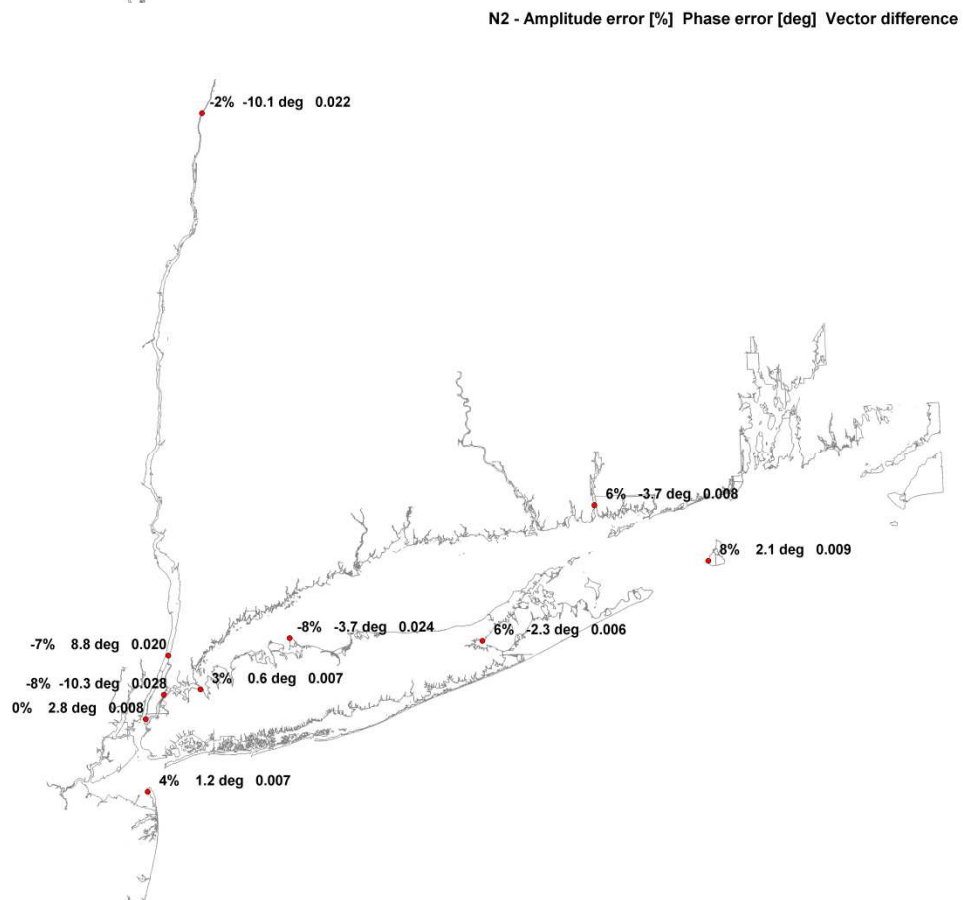 N2 - Amplitude error [%] Phase error [deg] Vector difference
-2% -10.1 deg 0.022
6% -3.7 deg 0.008
8% 2.1 deg 0.009
-8% -3.7 deg 0.024
6% -2.3 deg 0.006
-7% 8.8 deg 0.020
3% 0.6 deg 0.007
-8% -10.3 deg 0.028
0% 2.8 deg 0.008
4% 1.2 deg 0.007